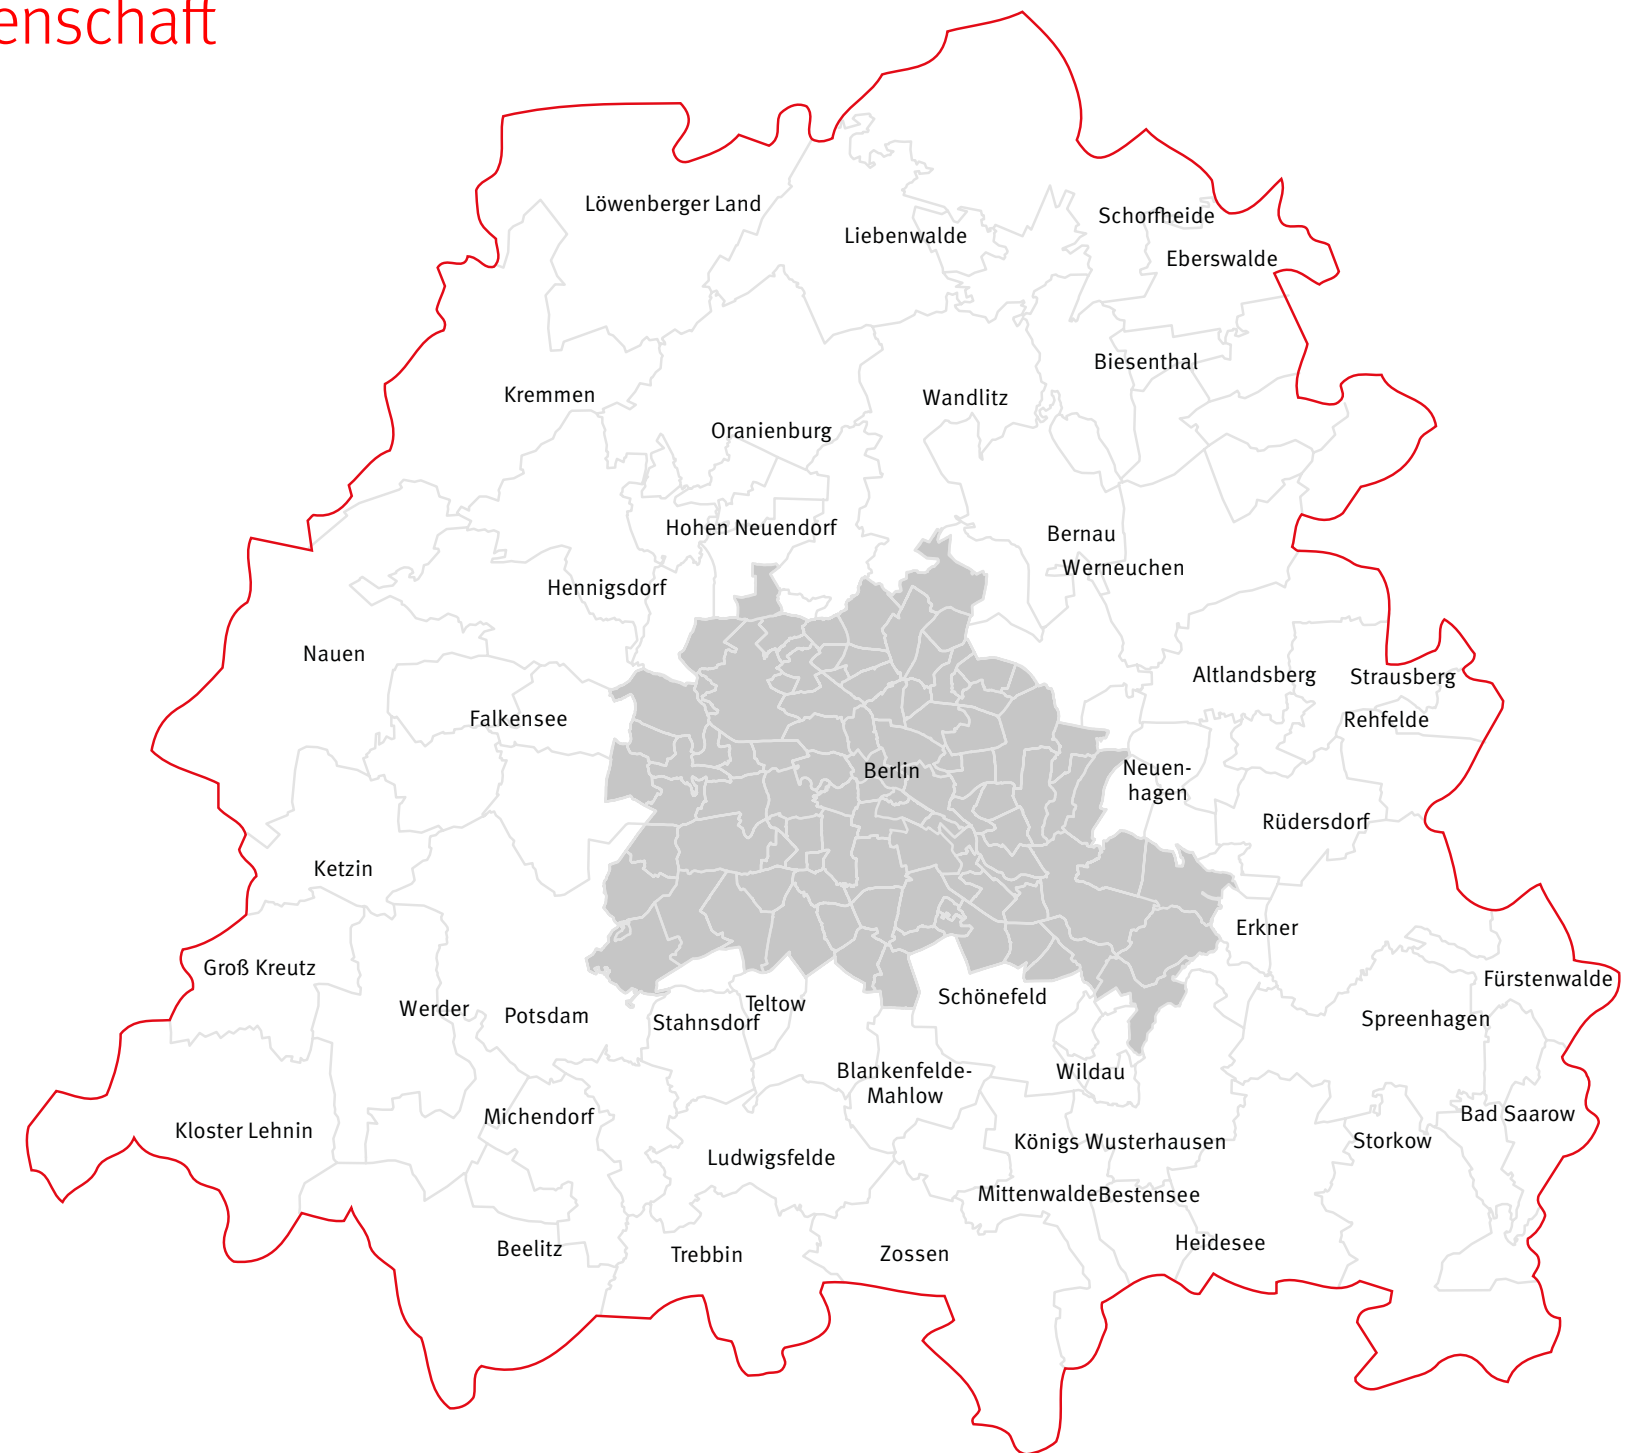 enschaft
Löwenberger Land
Schorfheide
Liebenwalde
Eberswalde
Biesenthal
Kremmen
Wandlitz
Oranienburg
Hohen Neuendorf
Bernau
Werneuchen
Hennigsdorf
Nauen
Altlandsberg
Strausberg
Falkensee
Rehfelde
Berlin
Neuen-
hagen
Rüdersdorf
Ketzin
Erkner
Groß Kreutz
Fürstenwalde
Schönefeld
Teltow
Werder
Potsdam
Stahnsdorf
Spreenhagen
Blankenfelde-
Mahlow
Wildau
Michendorf
Bad Saarow
Kloster Lehnin
Königs Wusterhausen
Storkow
Ludwigsfelde
Mittenwalde
Bestensee
Heidesee
Beelitz
Trebbin
Zossen